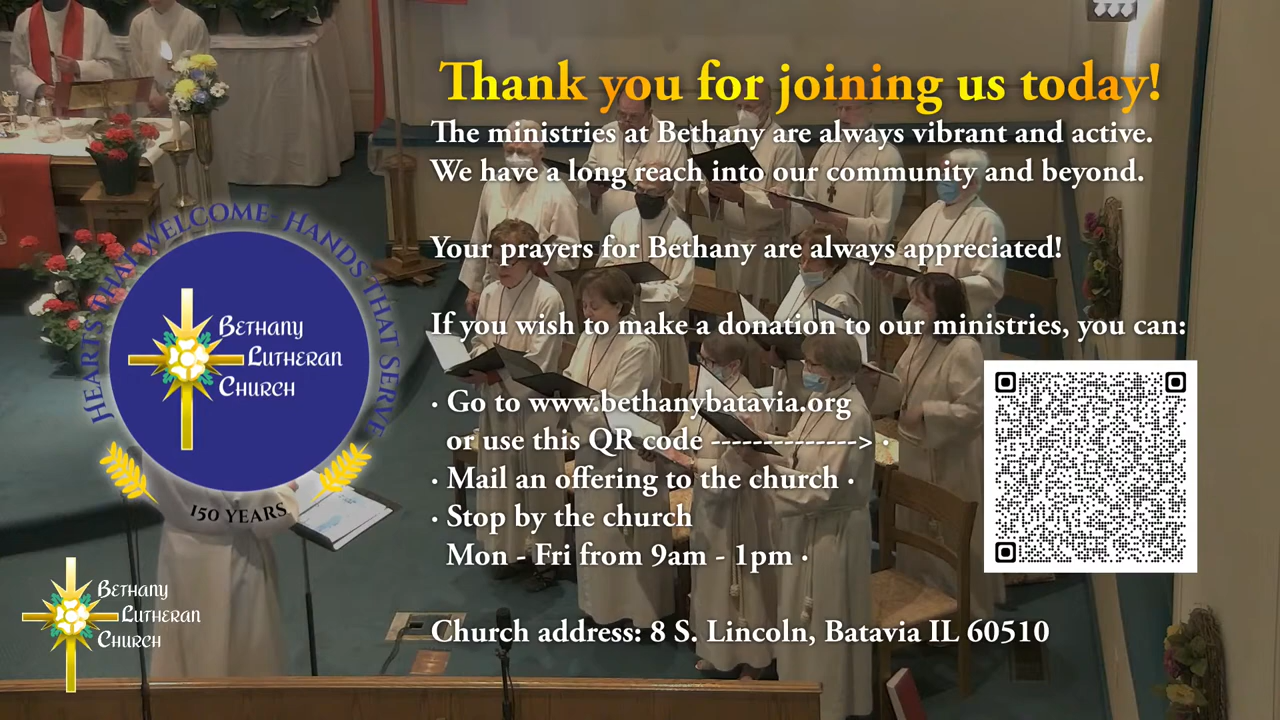 Thank you for joining us today!
The ministries at Bethany are always vibrant and active.
We have a long reach into our community and beyond.
Your prayers for Bethany are always appreciated!
If you wish to make a donation to our ministries, you can:
· Go to www.bethanybatavia.org
or use this QR code --------------> ·
· Mail an offering to the church ·
· Stop by the church
Mon - Fri from 9am - 1pm ·
Church address: 8 S. Lincoln, Batavia IL 60510
Hearts that Welcome- Hands that Serve
Bethany
Lutheran
Church
150 YEARS
Bethany
Lutheran
Church